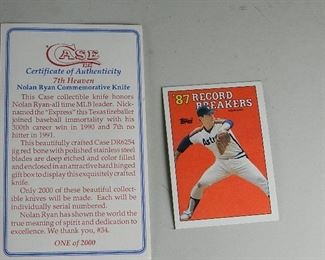 CASE
XX
Certificate of Authenticity
7th Heaven
Nolan Ryan Commemorative Knife
This Case collectible knife honors
Nolan Ryan-all time MLB leader. Nick-
named the "Express" this Texas fireballer
joined baseball immortality with his
300th career win in 1990 and 7th no
hitter in 1991.
This beautifully crafted Case DR6254
jig red bone with polished stainless steel
blades are deep etched and color filled
and enclosed in an attractive hard hinged
gift box to display this exquisitely crafted
knife.
Only 2000 of these beautiful collect-
ible knives will be made. Each will be
individually serial numbered.
Nolan Ryan has shown the world the
true meaning of spirit and dedication to
excellence. We thank you, #34.
ONE of 2000
'87 RECORD
BREAKERS
Topps
Astros